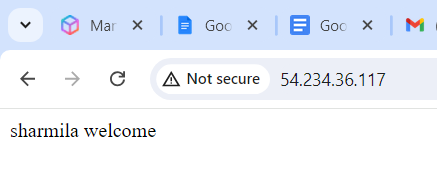 Mar
Goo
Goo
Not secure
54.234.36.117
sharmila welcome